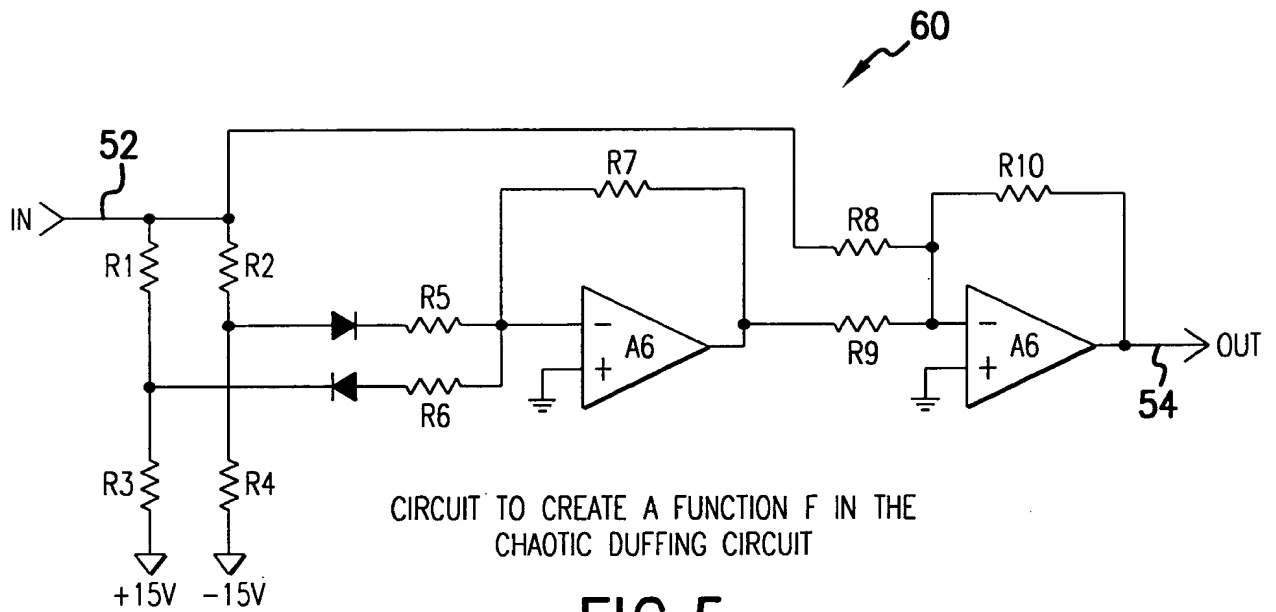 60
52
IN
R1
R2
R7
R10
R8
R5
R6
-
A6
+
R9
-
A6
+
OUT
54
R3
R4
+15V -15V
CIRCUIT TO CREATE A FUNCTION F IN THE
CHAOTIC DUFFING CIRCUIT
FIG. 5